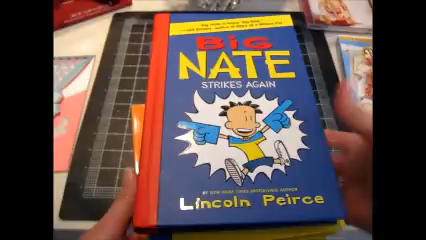 BiG
NATE
STRIKES AGAIN
BY NEW YORK TIMES BESTSELLING AUTHOR
Lincoln Peirce